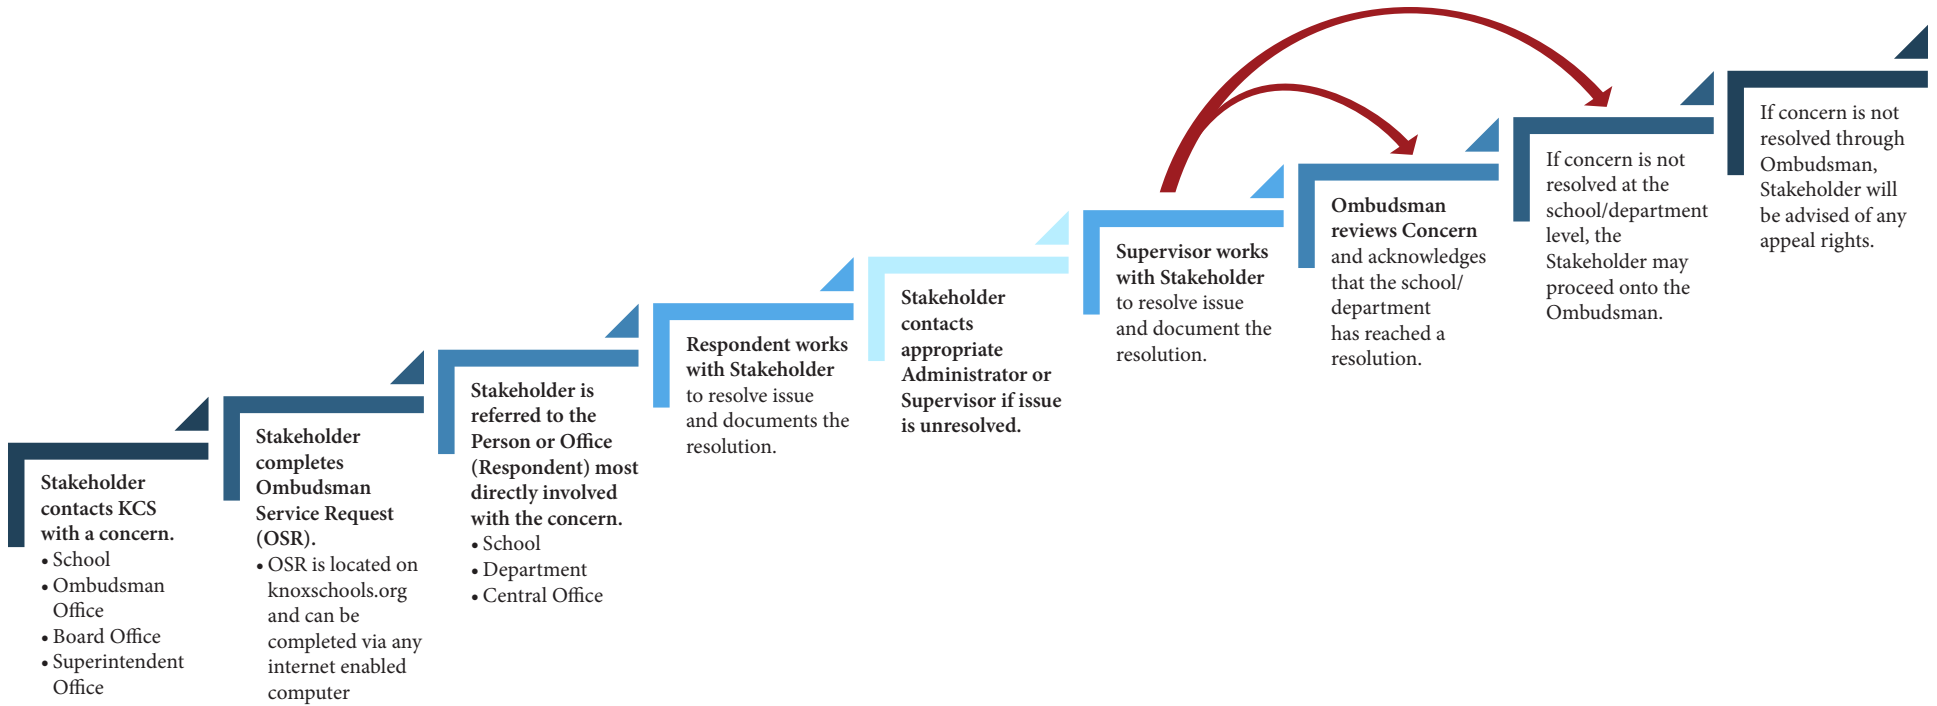 Stakeholder
contacts KCS
with a concern.
• School
• Ombudsman
Office
• Board Office
• Superintendent
Office
Stakeholder
completes
Ombudsman
Service Request
(OSR).
• OSR is located on
knoxschools.org
and can be
completed via any
internet enabled
computer
Stakeholder is
referred to the
Person or Office
(Respondent) most
directly involved
with the concern.
• School
• Department
• Central Office
Respondent works
with Stakeholder
to resolve issue
and documents the
resolution.
Stakeholder
contacts
appropriate
Administrator or
Supervisor if issue
is unresolved.
Supervisor works
with Stakeholder
to resolve issue
and document the
resolution.
Ombudsman
reviews Concern
and acknowledges
that the school/
department
has reached a
resolution.
If concern is not
resolved at the
school/department
level, the
Stakeholder may
proceed onto the
Ombudsman.
If concern is not
resolved through
Ombudsman,
Stakeholder will
be advised of any
appeal rights.